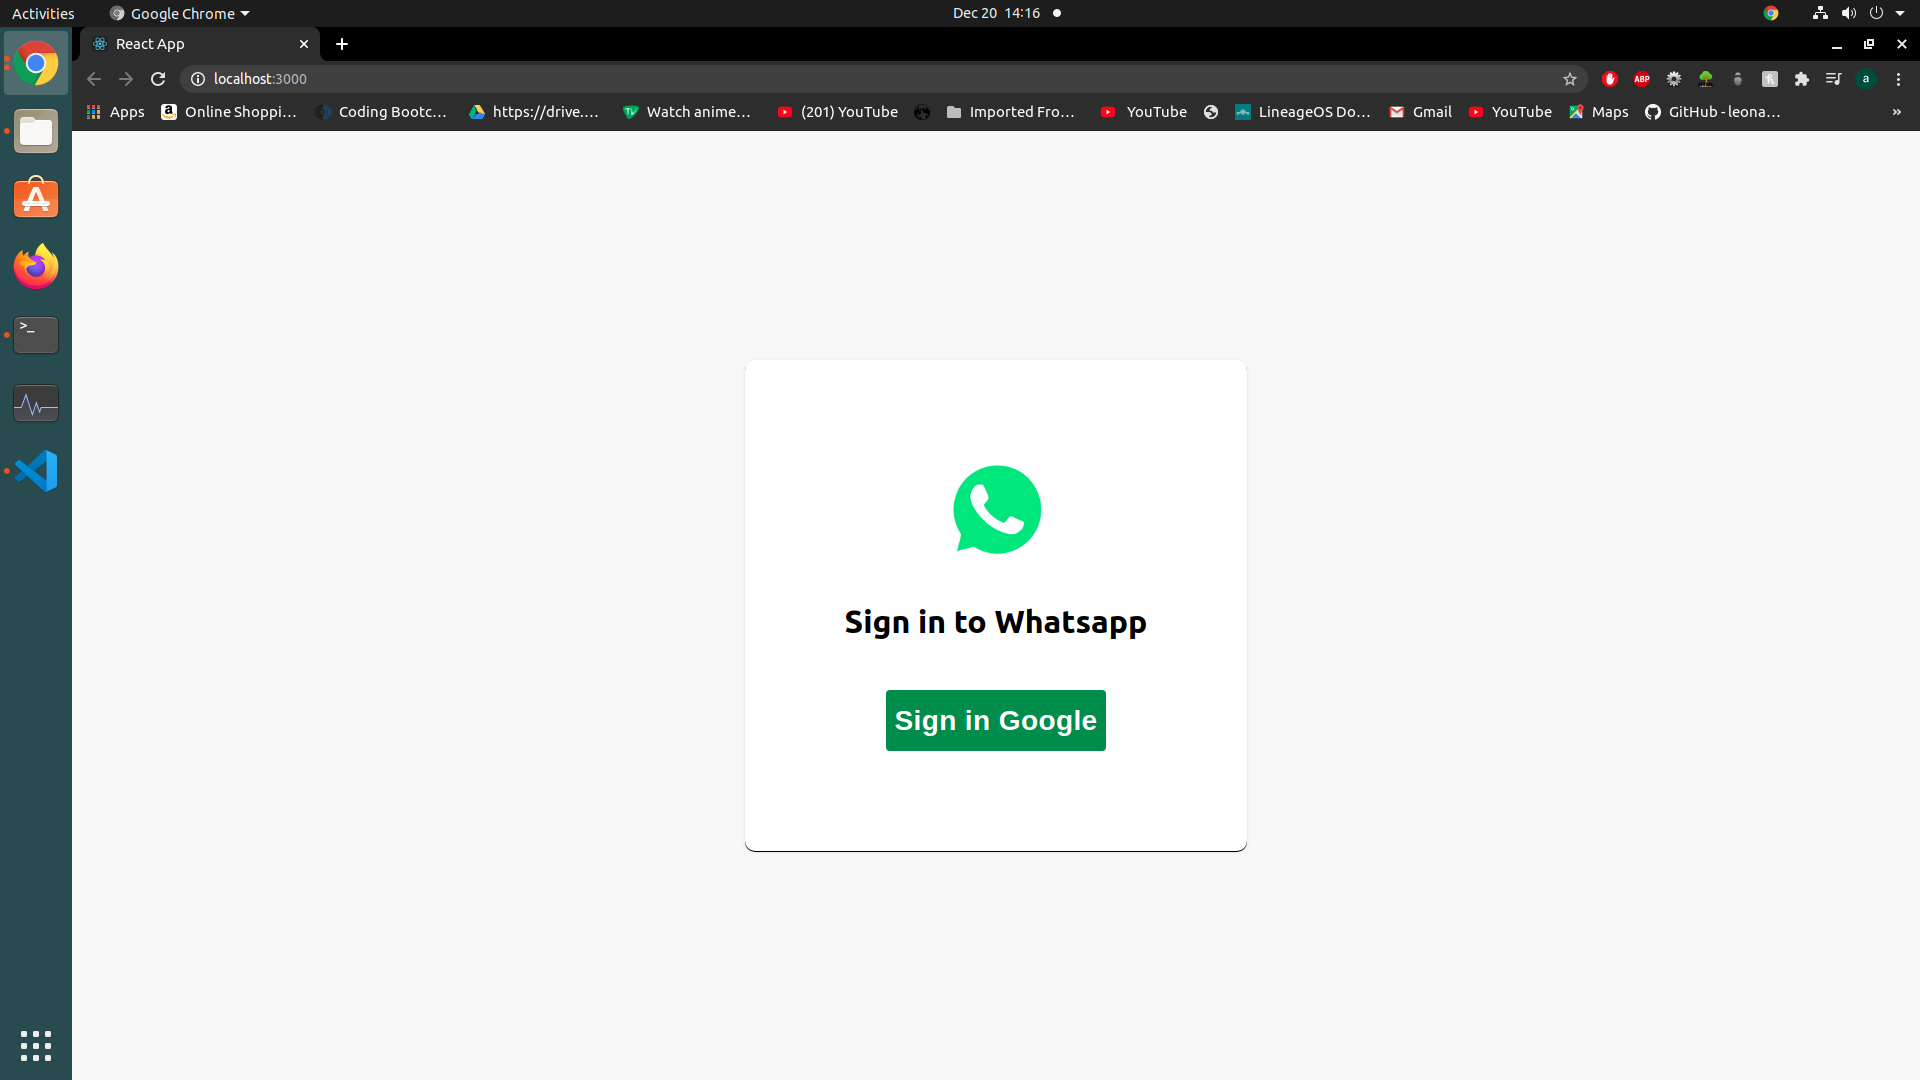 Activities
Google Chrome
Dec 20 14:16
React App
localhost:3000
ABP
a
Apps
Online Shoppi...
Coding Bootc...
https://drive....
Watch anime...
(201) YouTube
Imported Fro...
YouTube
LineageOS Do...
Gmail
YouTube
Maps
GitHub - leona...
»
>_
Sign in to Whatsapp
Sign in Google